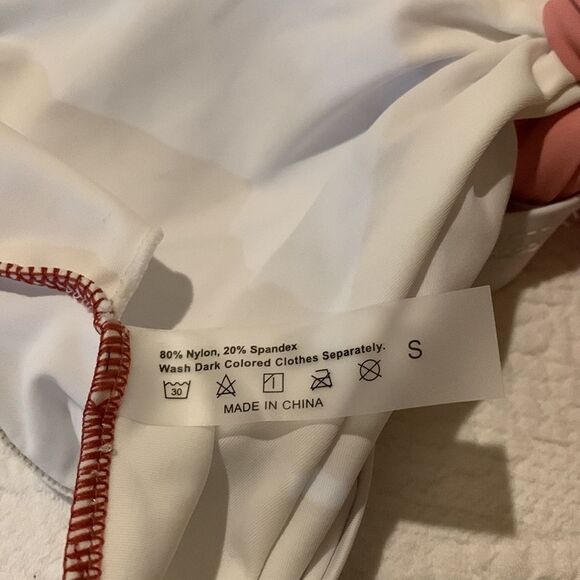 80% Nylon, 20% Spandex
Wash Dark Colored Clothes Separately.
S
30
MADE IN CHINA